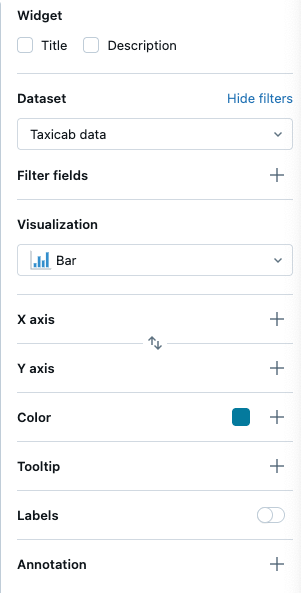 Widget
Title Description
Dataset Hide filters
Taxicab data
Filter fields
Visualization
Bar
X axis
Y axis
Color
Tooltip
Labels
Annotation